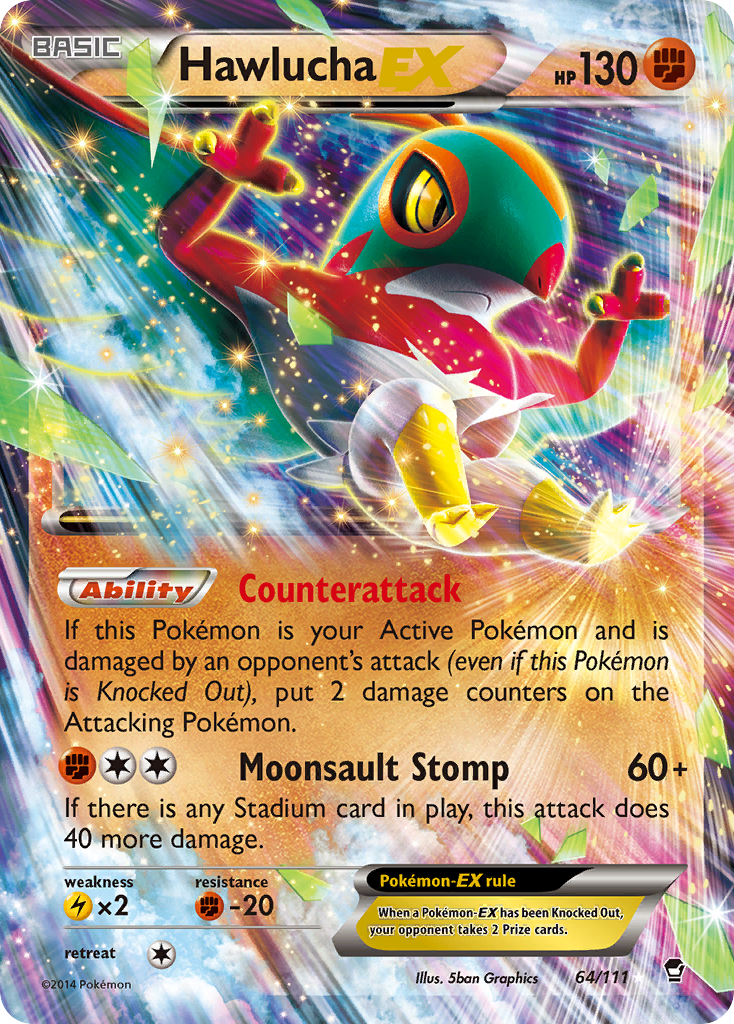 BASIC
Hawlucha EX
HP 130
Ability Counterattack
If this Pokémon is your Active Pokémon and is
damaged by an opponent's attack (even if this Pokémon
is Knocked Out), put 2 damage counters on the
Attacking Pokémon.
Moonsault Stomp 60+
If there is any Stadium card in play, this attack does
40 more damage.
weakness resistance
×2 -20
retreat
Pokémon-EX rule
When a Pokémon-EX has been Knocked Out,
your opponent takes 2 Prize cards.
©2014 Pokémon
Illus. 5ban Graphics 64/111